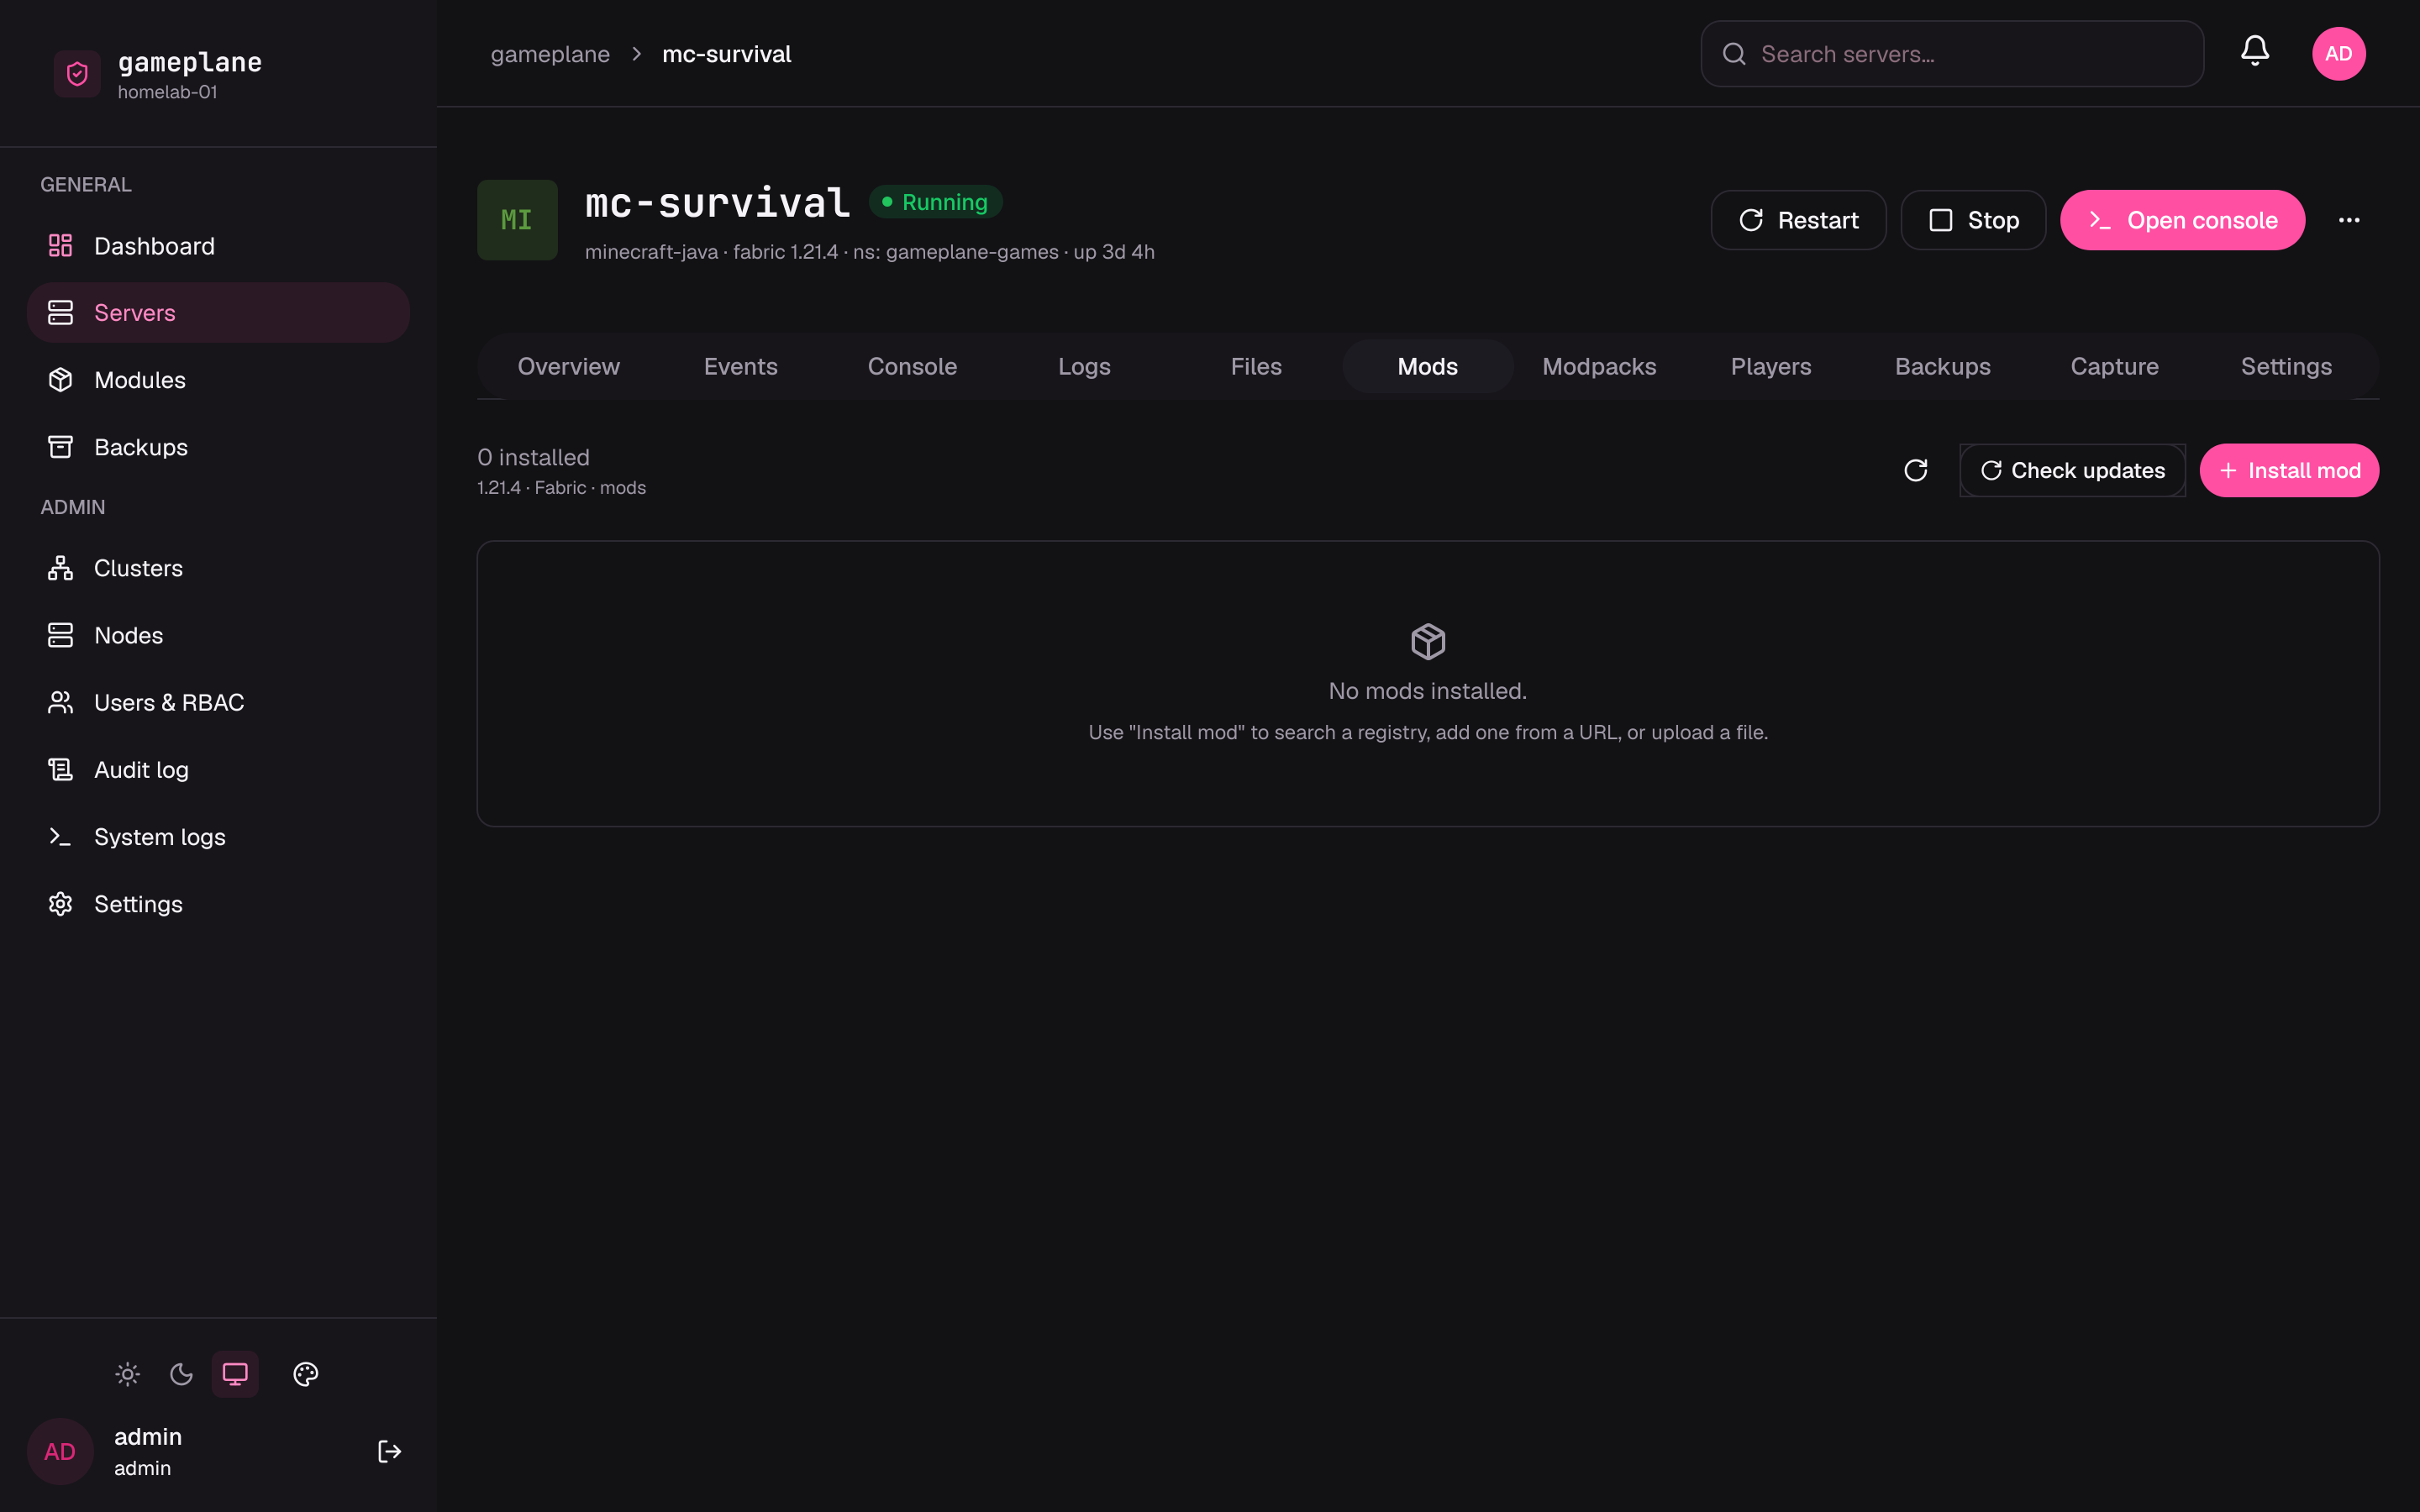 gameplane
homelab-01
GENERAL
Dashboard
Servers
Modules
Backups
ADMIN
Clusters
Nodes
Users & RBAC
Audit log
System logs
Settings
AD
admin
admin
gameplane > mc-survival
Search servers...
AD
MI
mc-survival
Running
minecraft-java · fabric 1.21.4 · ns: gameplane-games · up 3d 4h
Restart
Stop
Open console
Overview
Events
Console
Logs
Files
Mods
Modpacks
Players
Backups
Capture
Settings
0 installed
1.21.4 · Fabric · mods
Check updates
+ Install mod
No mods installed.
Use "Install mod" to search a registry, add one from a URL, or upload a file.